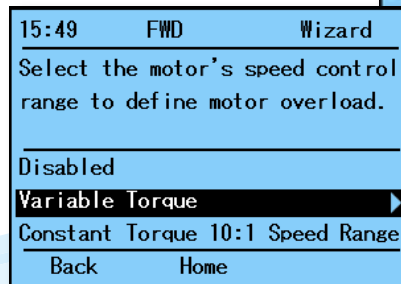 15:49 FWD Wizard
Select the motor's speed control
range to define motor overload.
Disabled
Variable Torque
Constant Torque 10:1 Speed Range
Back Home